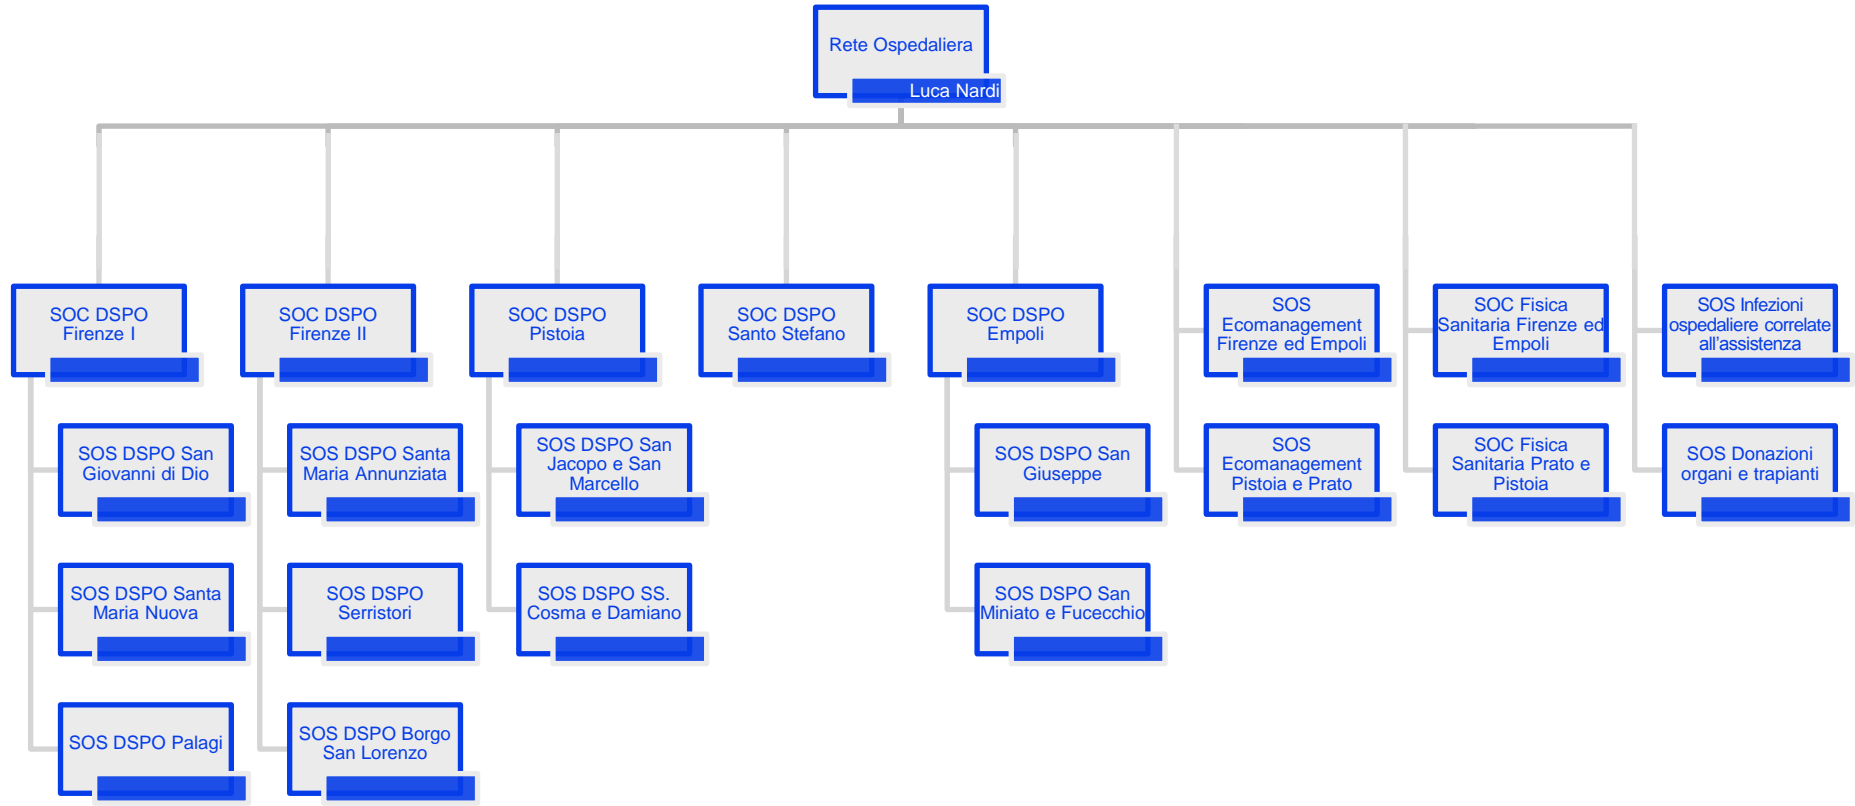 Rete Ospedaliera
Luca Nardi
SOC DSPO
Firenze I
SOC DSPO
Firenze II
SOC DSPO
Pistoia
SOC DSPO
Santo Stefano
SOC DSPO
Empoli
SOS
Ecomanagement
Firenze ed Empoli
SOC Fisica
Sanitaria Firenze ed
Empoli
SOS Infezioni
ospedaliere correlate
all'assistenza
SOS DSPO San
Giovanni di Dio
SOS DSPO Santa
Maria Annunziata
SOS DSPO San
Jacopo e San
Marcello
SOS DSPO San
Giuseppe
SOS
Ecomanagement
Pistoia e Prato
SOC Fisica
Sanitaria Prato e
Pistoia
SOS Donazioni
organi e trapianti
SOS DSPO Santa
Maria Nuova
SOS DSPO
Serristori
SOS DSPO SS.
Cosma e Damiano
SOS DSPO San
Miniato e Fucecchio
SOS DSPO Palagi
SOS DSPO Borgo
San Lorenzo